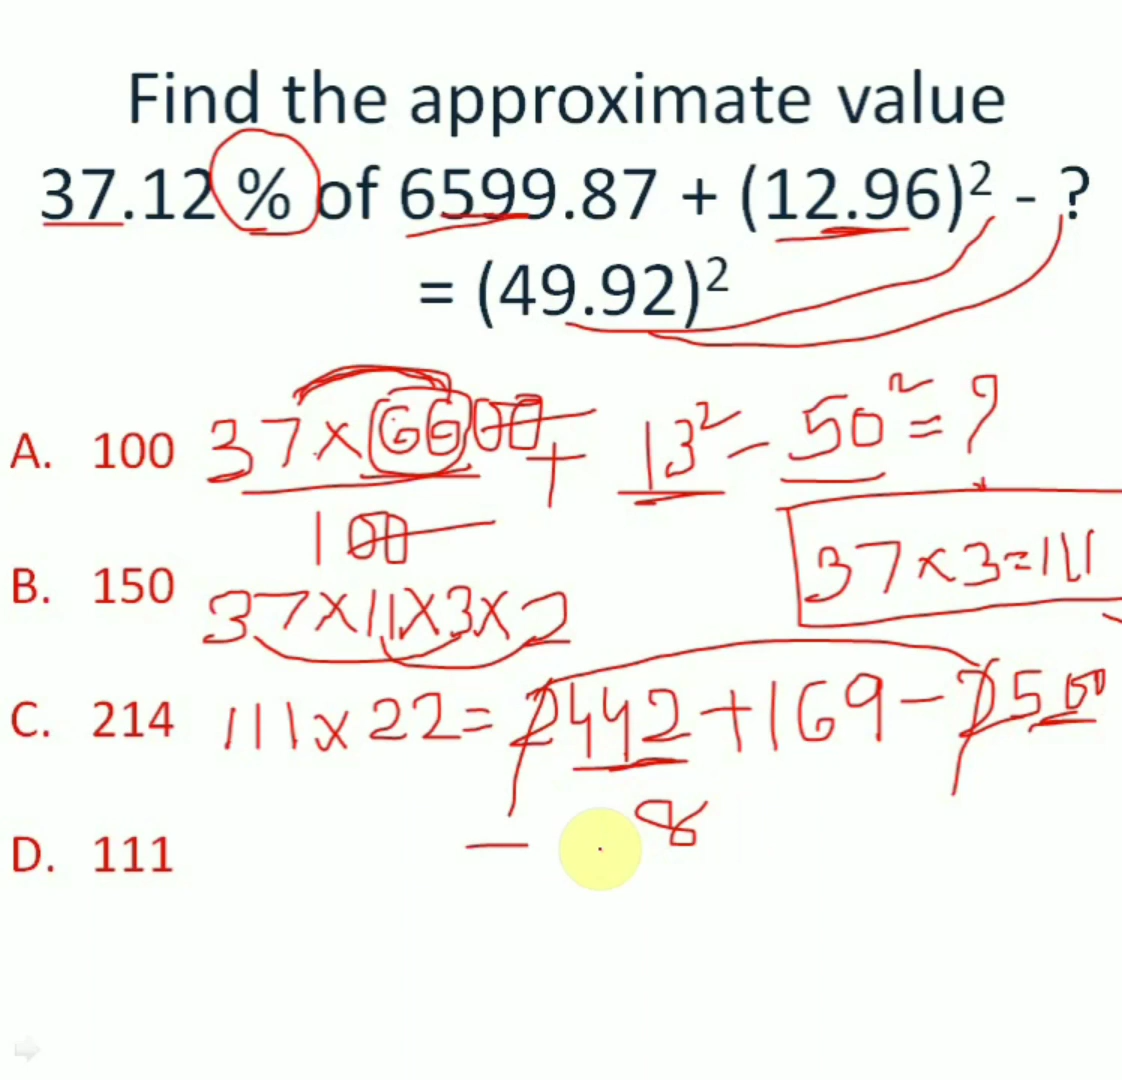 Find the approximate value
37.12 % of 6599.87 + (12.96)² - ?
= (49.92)²
A. 100
37×6600 + 13² - 50² = ?
100
37×3=111
B. 150
37×11×3×2
C. 214
111×22=2442+169-2500
- 8
D. 111